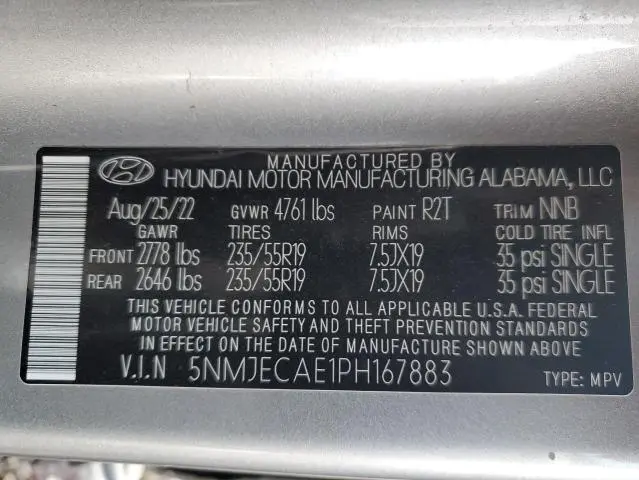 MANUFACTURED BY
HYUNDAI MOTOR MANUFACTURING ALABAMA, LLC
Aug/25/22 GVWR 4761 lbs PAINT R2T TRIM NNB
GAWR TIRES RIMS COLD TIRE INFL
FRONT 2778 lbs 235/55R19 7.5JX19 35 psi SINGLE
REAR 2646 lbs 235/55R19 7.5JX19 35 psi SINGLE
THIS VEHICLE CONFORMS TO ALL APPLICABLE U.S.A. FEDERAL
MOTOR VEHICLE SAFETY AND THEFT PREVENTION STANDARDS
IN EFFECT ON THE DATE OF MANUFACTURE SHOWN ABOVE
V.I.N 5NMJECAE1PH167883 TYPE: MPV